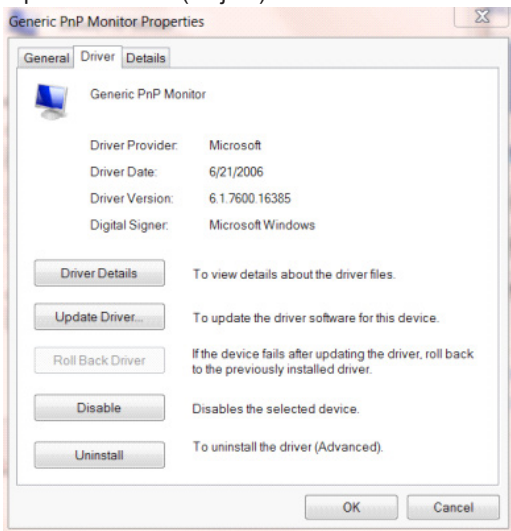 Generic PnP Monitor Properties
General Driver Details
Generic PnP Monitor
Driver Provider: Microsoft
Driver Date: 6/21/2006
Driver Version: 6.1.7600.16385
Digital Signer: Microsoft Windows
Driver Details To view details about the driver files.
Update Driver... To update the driver software for this device.
Roll Back Driver If the device fails after updating the driver, roll back
to the previously installed driver.
Disable Disables the selected device.
Uninstall To uninstall the driver (Advanced).
OK Cancel